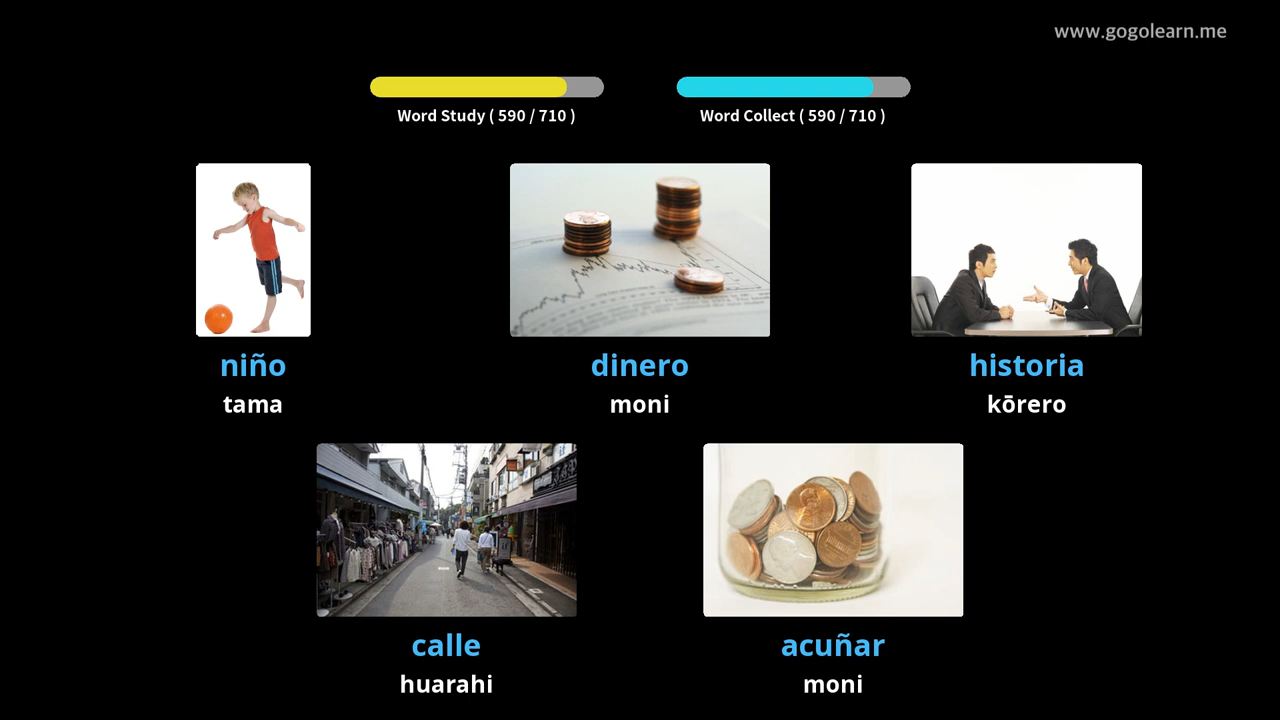 www.gogolearn.me
Word Study ( 590 / 710 )
Word Collect ( 590 / 710 )
niño
tama
dinero
moni
historia
kōrero
calle
huarahi
acuñar
moni